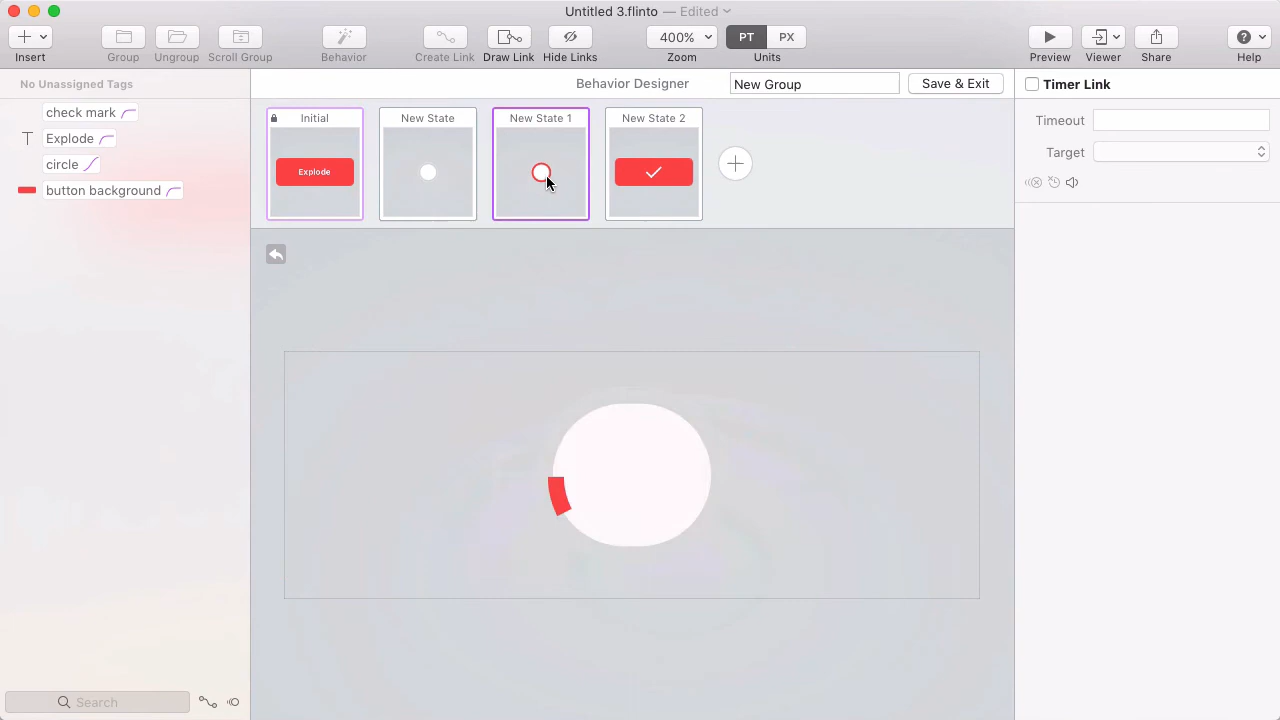 Untitled 3.flinto — Edited
Insert
Group
Ungroup
Scroll Group
Behavior
Create Link
Draw Link
Hide Links
400%
Zoom
PT PX
Units
Preview
Viewer
Share
Help
No Unassigned Tags
check mark
Explode
circle
button background
Search
Behavior Designer
New Group
Save & Exit
Initial
Explode
New State
New State 1
New State 2
Timer Link
Timeout
Target